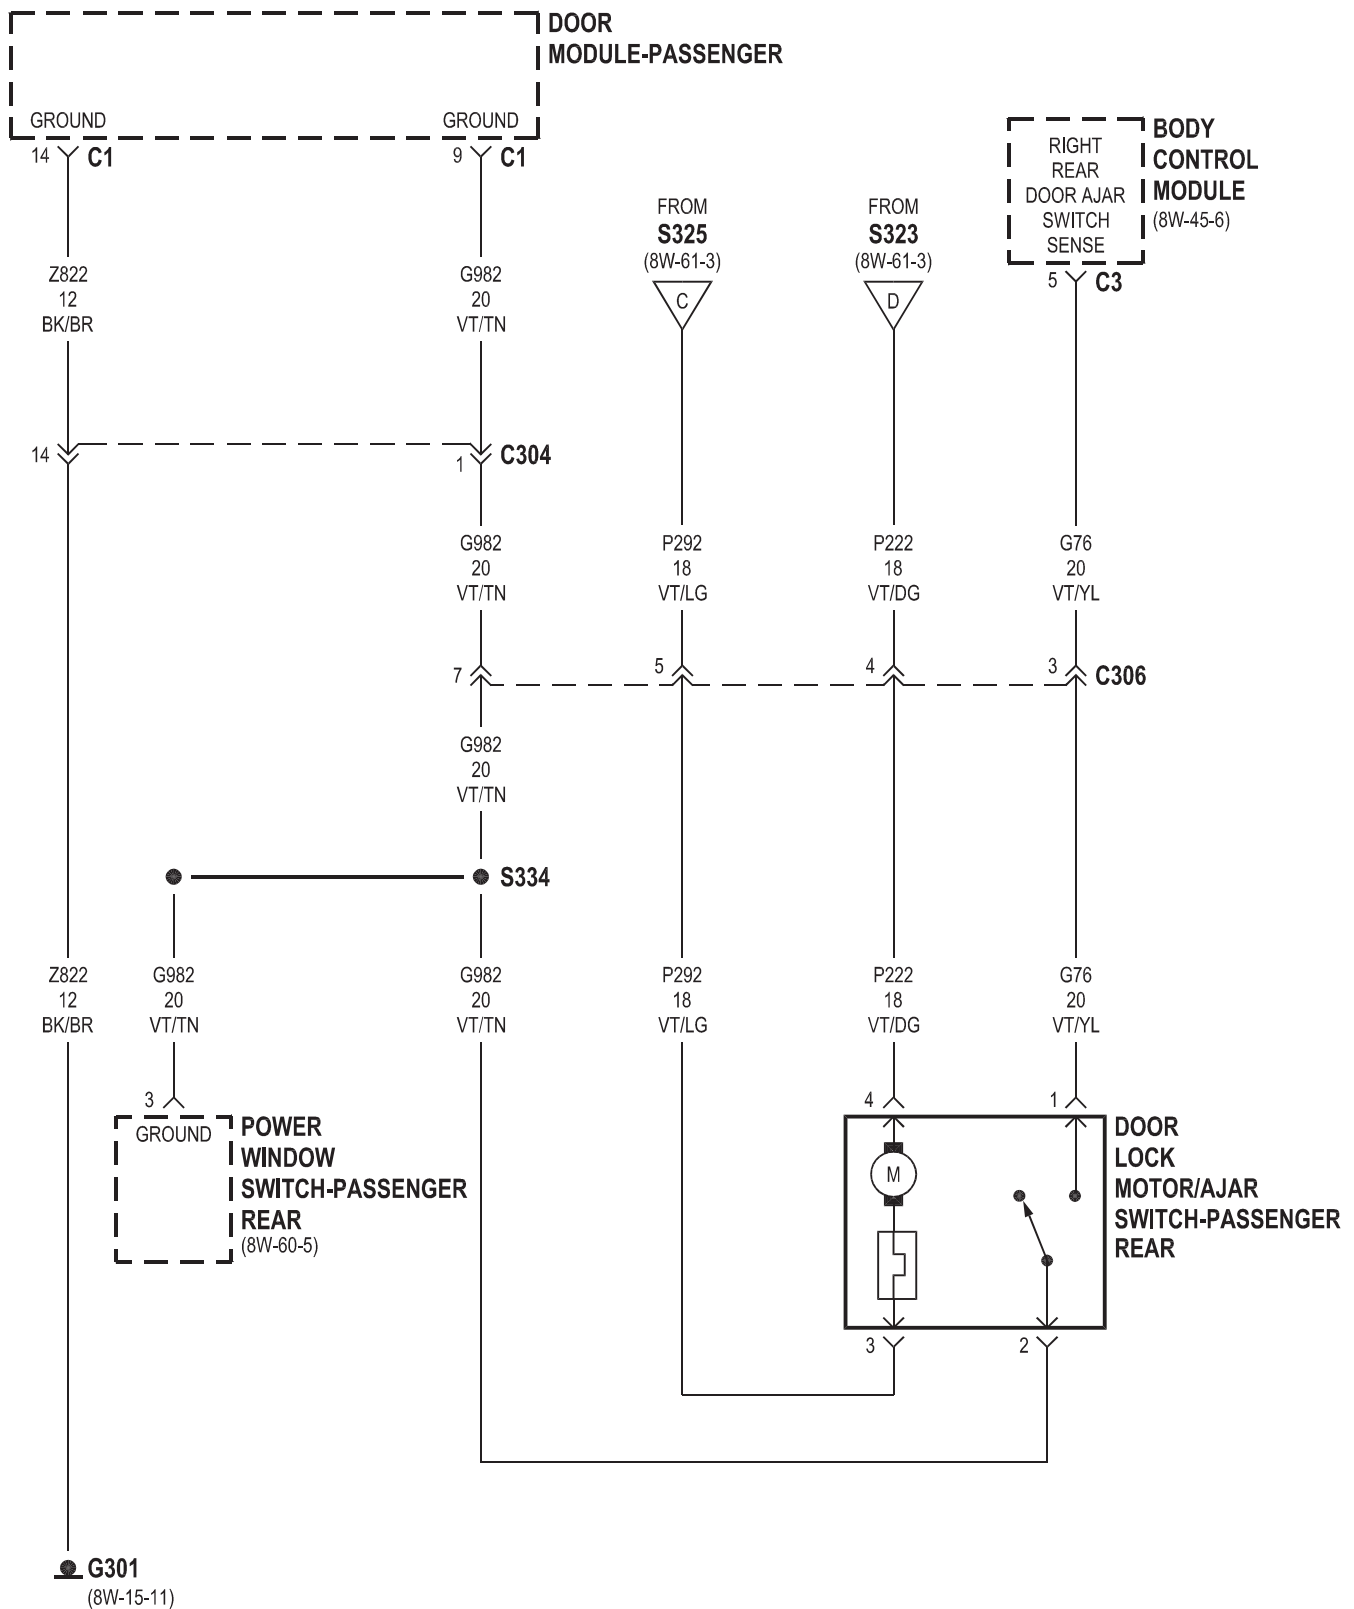 DOOR
MODULE-PASSENGER
GROUND
GROUND
14
C1
9
C1
BODY
CONTROL
MODULE
(8W-45-6)
RIGHT
REAR
DOOR AJAR
SWITCH
SENSE
5
C3
FROM
S325
(8W-61-3)
C
FROM
S323
(8W-61-3)
D
Z822
12
BK/BR
G982
20
VT/TN
14
1
C304
G982
20
VT/TN
P292
18
VT/LG
P222
18
VT/DG
G76
20
VT/YL
7
5
4
3
C306
G982
20
VT/TN
S334
Z822
12
BK/BR
G982
20
VT/TN
G982
20
VT/TN
P292
18
VT/LG
P222
18
VT/DG
G76
20
VT/YL
3
GROUND
POWER
WINDOW
SWITCH-PASSENGER
REAR
(8W-60-5)
4
1
M
DOOR
LOCK
MOTOR/AJAR
SWITCH-PASSENGER
REAR
3
2
G301
(8W-15-11)